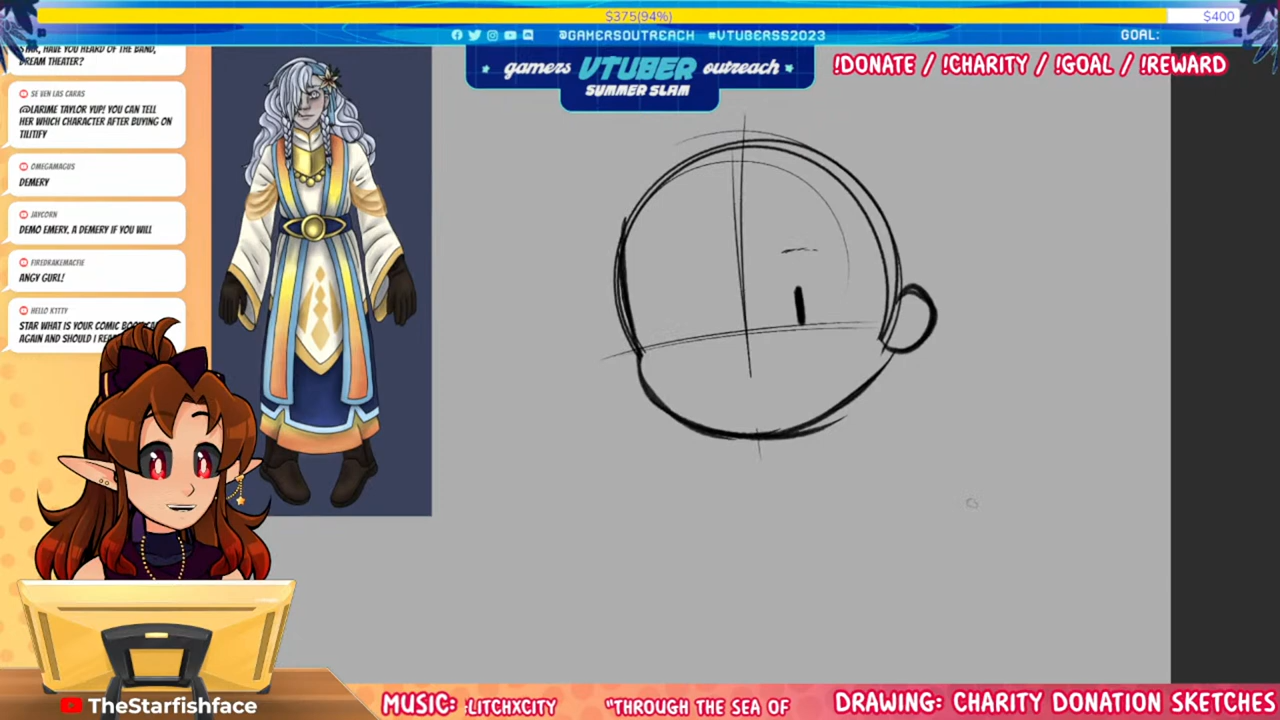 $375(94%)
$400
@GAMERSOUTREACH
#VTUBERSS2023
GOAL:
gamers VTUBER outreach
SUMMER SLAM
!DONATE / !CHARITY / !GOAL / !REWARD
STAR, HAVE YOU HEARD OF THE BAND,
DREAM THEATER?
SE VEN LAS CARAS
@LARIME TAYLOR YUP! YOU CAN TELL
HER WHICH CHARACTER AFTER BUYING ON
TILITIFY
OMEGAMAGUS
DEMERY
JAYCORN
DEMO EMERY, A DEMERY IF YOU WILL
FIREDRAKEMACFIE
ANGY GURL!
HELLO K1TTY
STAR WHAT IS YOUR COMIC
AGAIN AND SHOULD I
TheStarfishface
MUSIC: :LITCHXCITY "THROUGH THE SEA OF
DRAWING: CHARITY DONATION SKETCHES